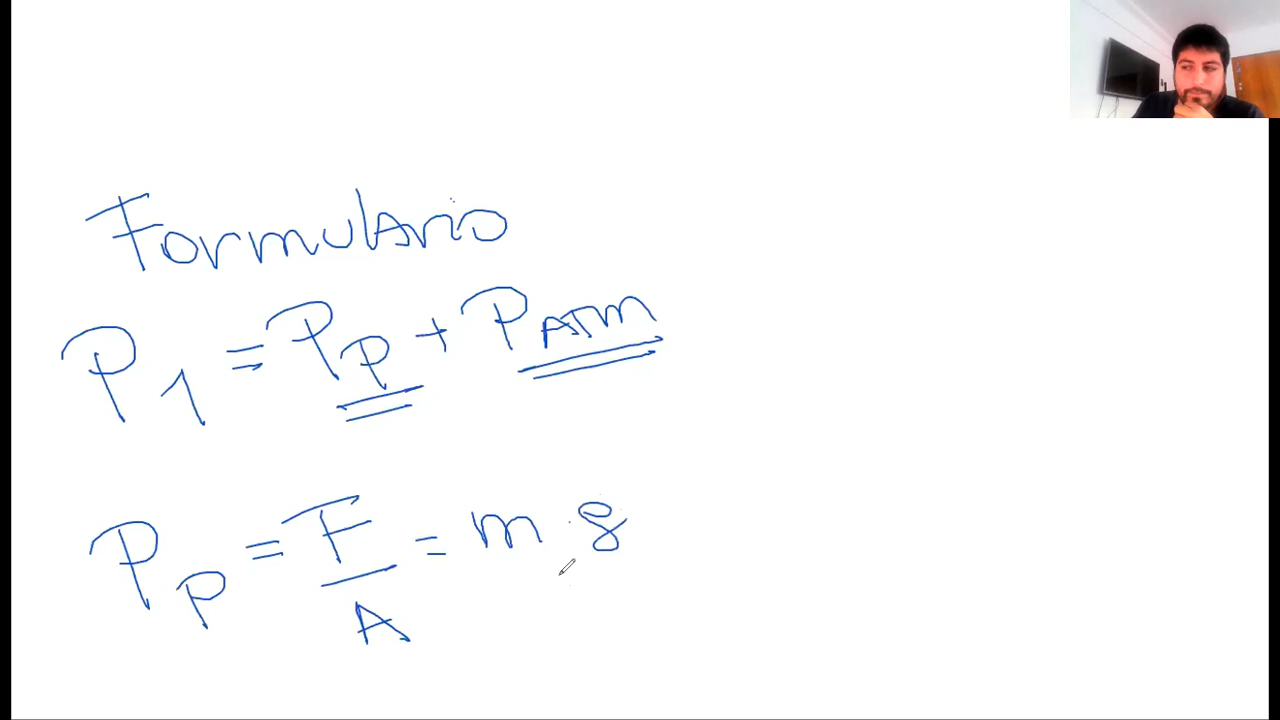 Formulario
P1 = PP + PATM
PP = F/A = m · g